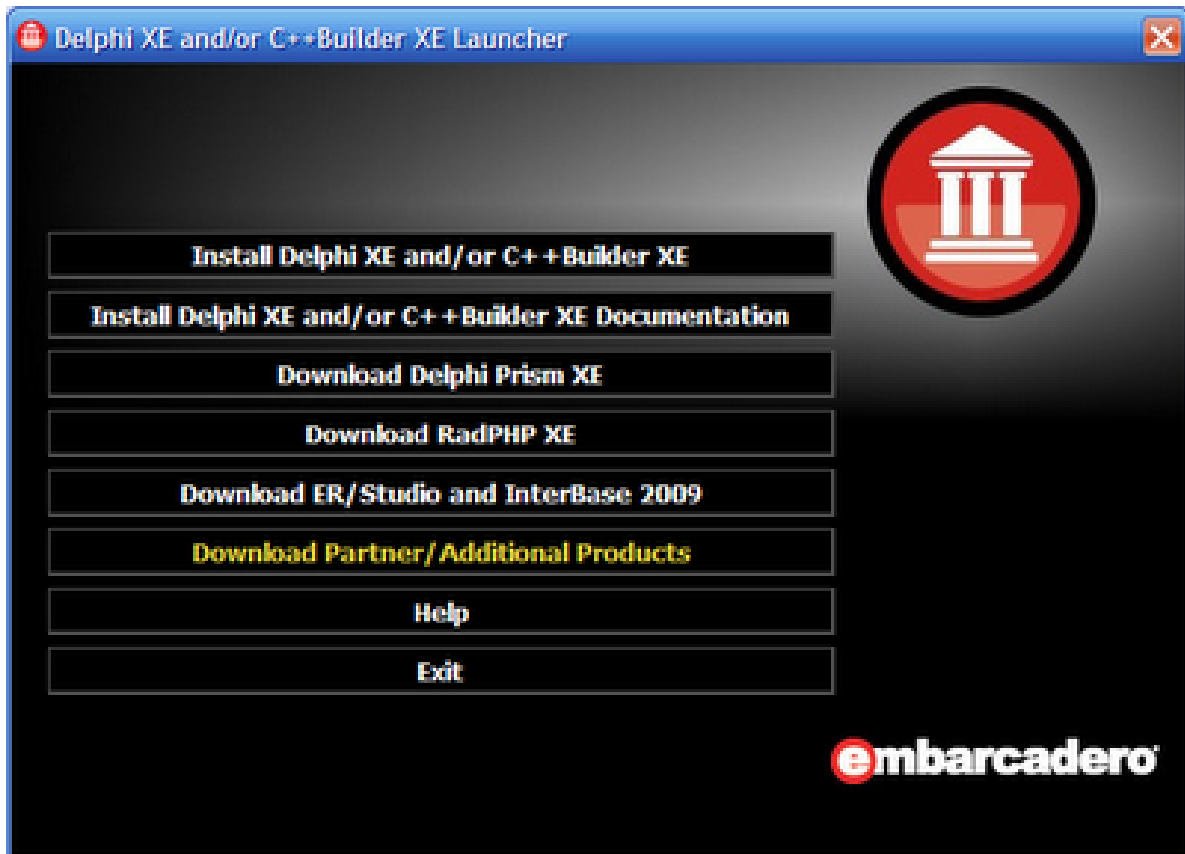 Delphi XE and/or C++Builder XE Launcher
Install Delphi XE and/or C++Builder XE
Install Delphi XE and/or C++Builder XE Documentation
Download Delphi Prism XE
Download RadPHP XE
Download ER/Studio and InterBase 2009
Download Partner/Additional Products
Help
Exit
embarcadero